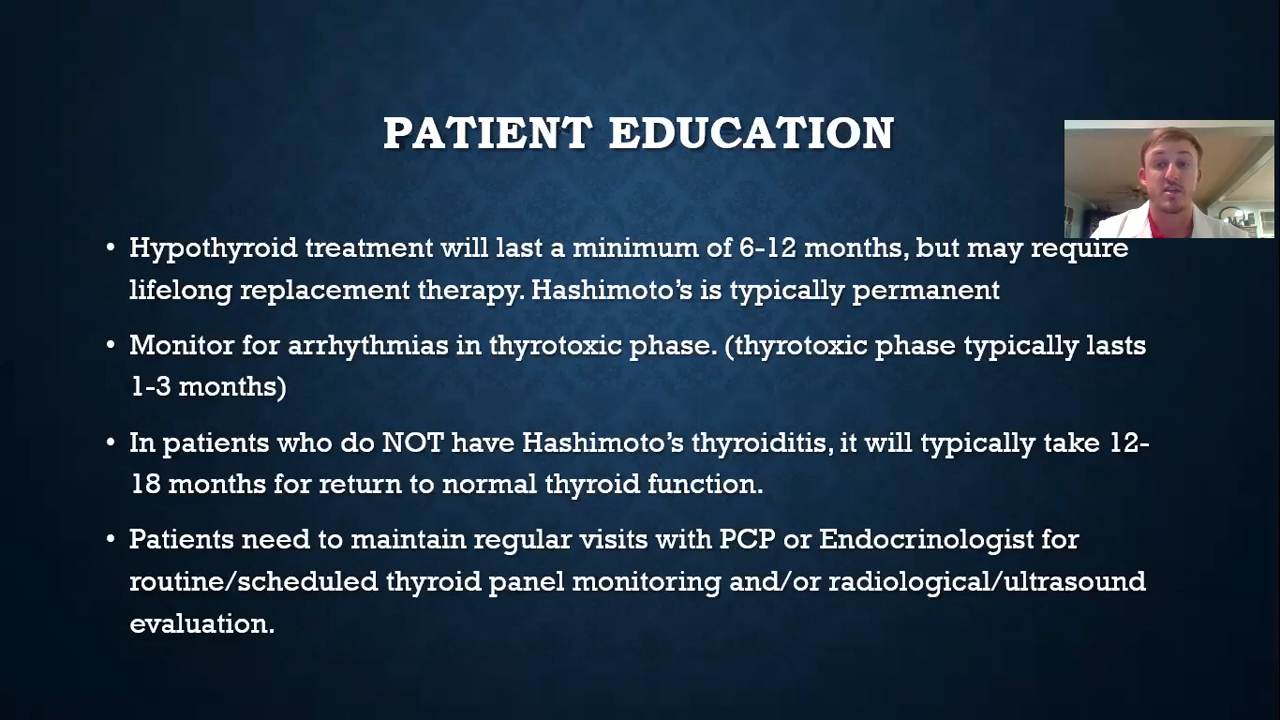 PATIENT EDUCATION
• Hypothyroid treatment will last a minimum of 6-12 months, but may require
lifelong replacement therapy. Hashimoto’s is typically permanent
• Monitor for arrhythmias in thyrotoxic phase. (thyrotoxic phase typically lasts
1-3 months)
• In patients who do NOT have Hashimoto’s thyroiditis, it will typically take 12-
18 months for return to normal thyroid function.
• Patients need to maintain regular visits with PCP or Endocrinologist for
routine/scheduled thyroid panel monitoring and/or radiological/ultrasound
evaluation.